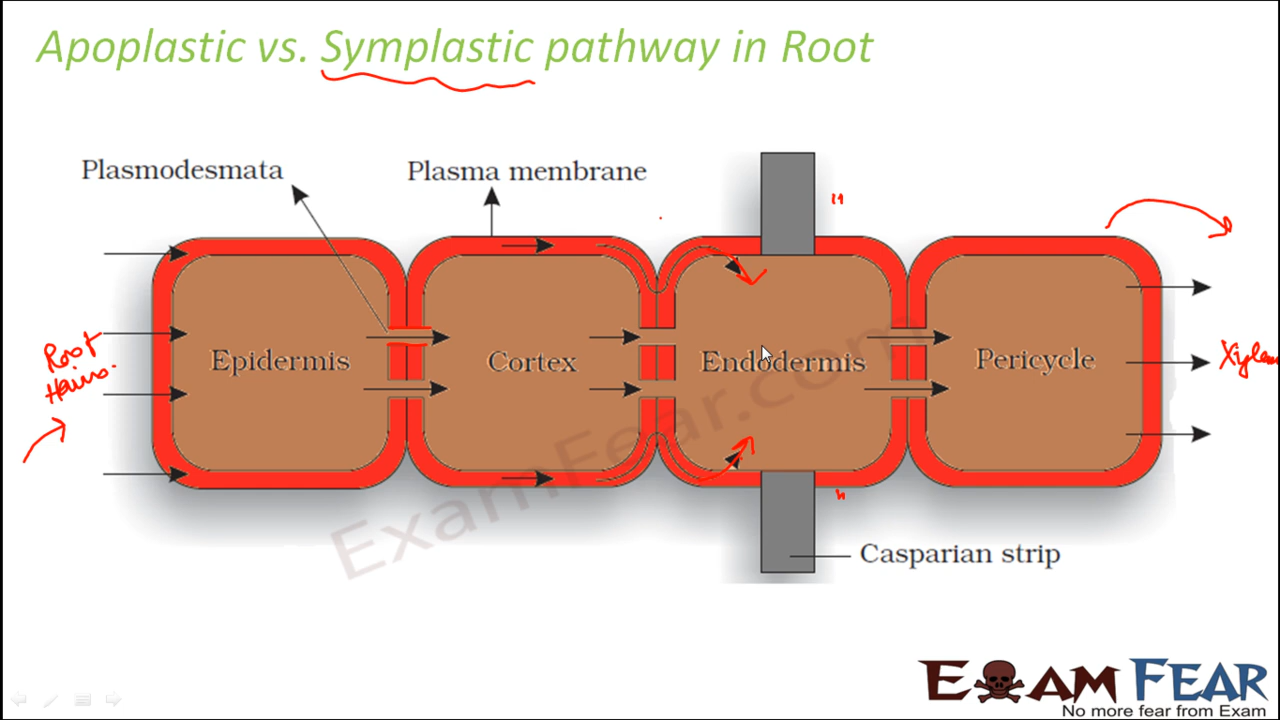 Apoplastic vs. Symplastic pathway in Root
Plasmodesmata
Plasma membrane
Root
Hairs.
Epidermis
Cortex
Endodermis
Pericycle
Xylem
Casparian strip
ExamFear.com
EXAM FEAR
No more fear from Exam